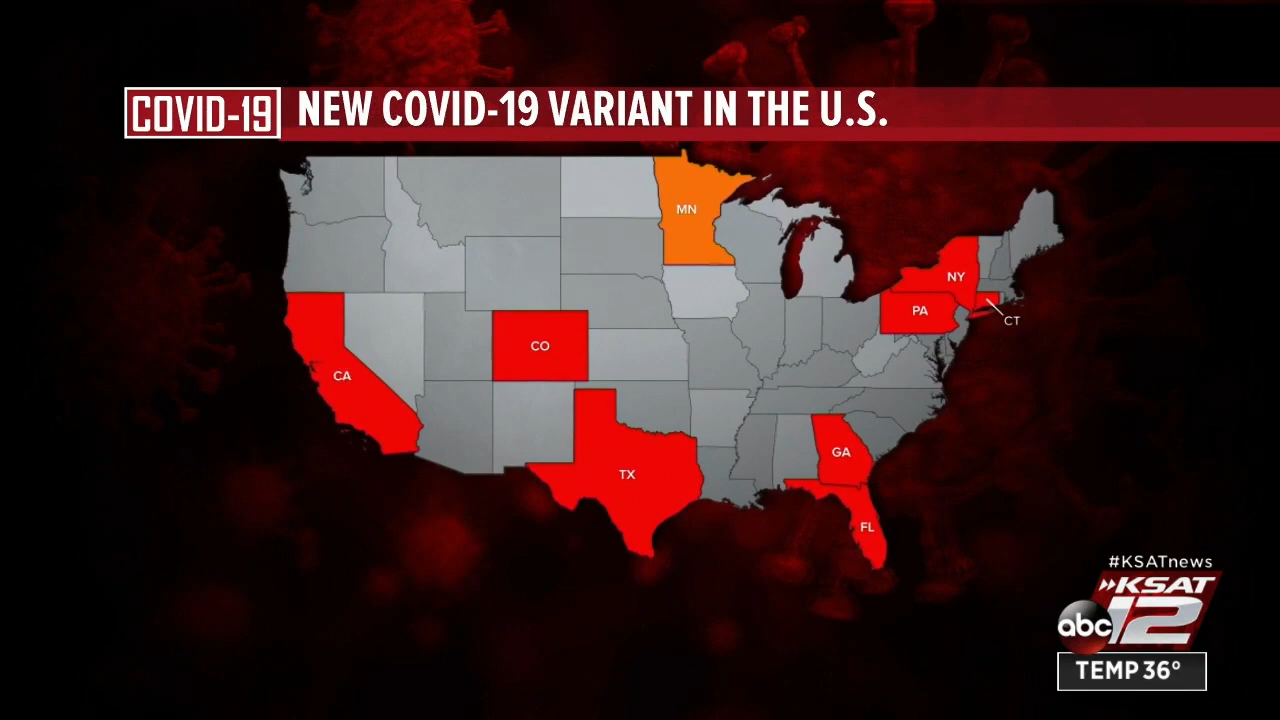 COVID-19
NEW COVID-19 VARIANT IN THE U.S.
MN
NY
PA
CT
CO
CA
GA
TX
FL
#KSATnews
KSAT
abc 12
TEMP 36°